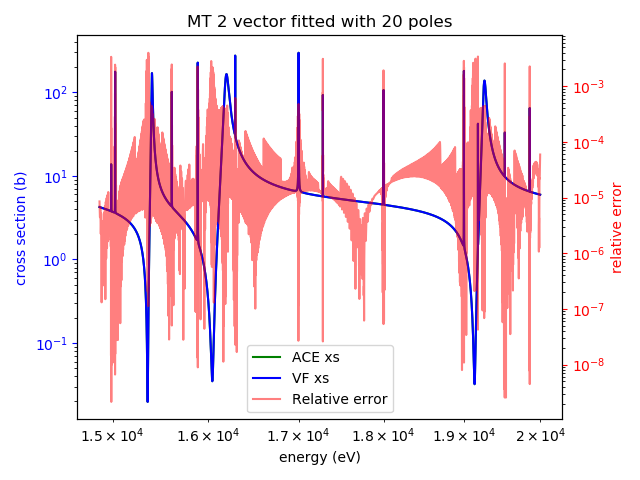 MT 2 vector fitted with 20 poles
cross section (b)
10²
10¹
10⁰
10⁻¹
10⁻³
10⁻⁴
10⁻⁵
10⁻⁶
10⁻⁷
10⁻⁸
relative error
ACE xs
VF xs
Relative error
1.5 × 10⁴ 1.6 × 10⁴ 1.7 × 10⁴ 1.8 × 10⁴ 1.9 × 10⁴ 2 × 10⁴
energy (eV)